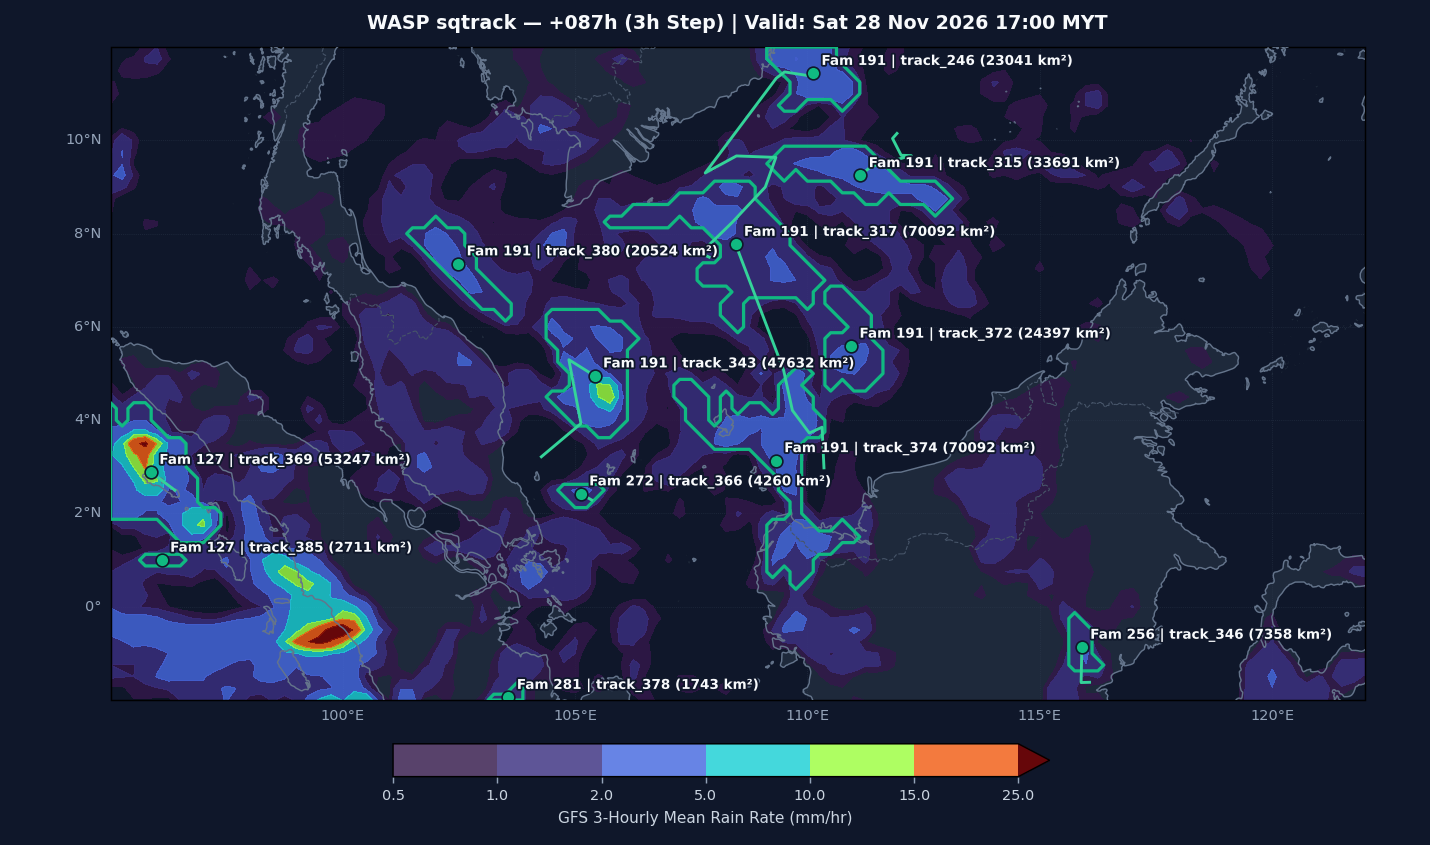 WASP sqtrack — +087h (3h Step) | Valid: Sat 28 Nov 2026 17:00 MYT
Fam 191 | track_246 (23041 km²)
10°N
Fam 191 | track_315 (33691 km²)
8°N
Fam 191 | track_317 (70092 km²)
Fam 191 | track_380 (20524 km²)
6°N
Fam 191 | track_372 (24397 km²)
Fam 191 | track_343 (47632 km²)
4°N
Fam 191 | track_374 (70092 km²)
Fam 127 | track_369 (53247 km²)
Fam 272 | track_366 (4260 km²)
2°N
Fam 127 | track_385 (2711 km²)
0°
Fam 256 | track_346 (7358 km²)
Fam 281 | track_378 (1743 km²)
100°E 105°E 110°E 115°E 120°E
0.5 1.0 2.0 5.0 10.0 15.0 25.0
GFS 3-Hourly Mean Rain Rate (mm/hr)